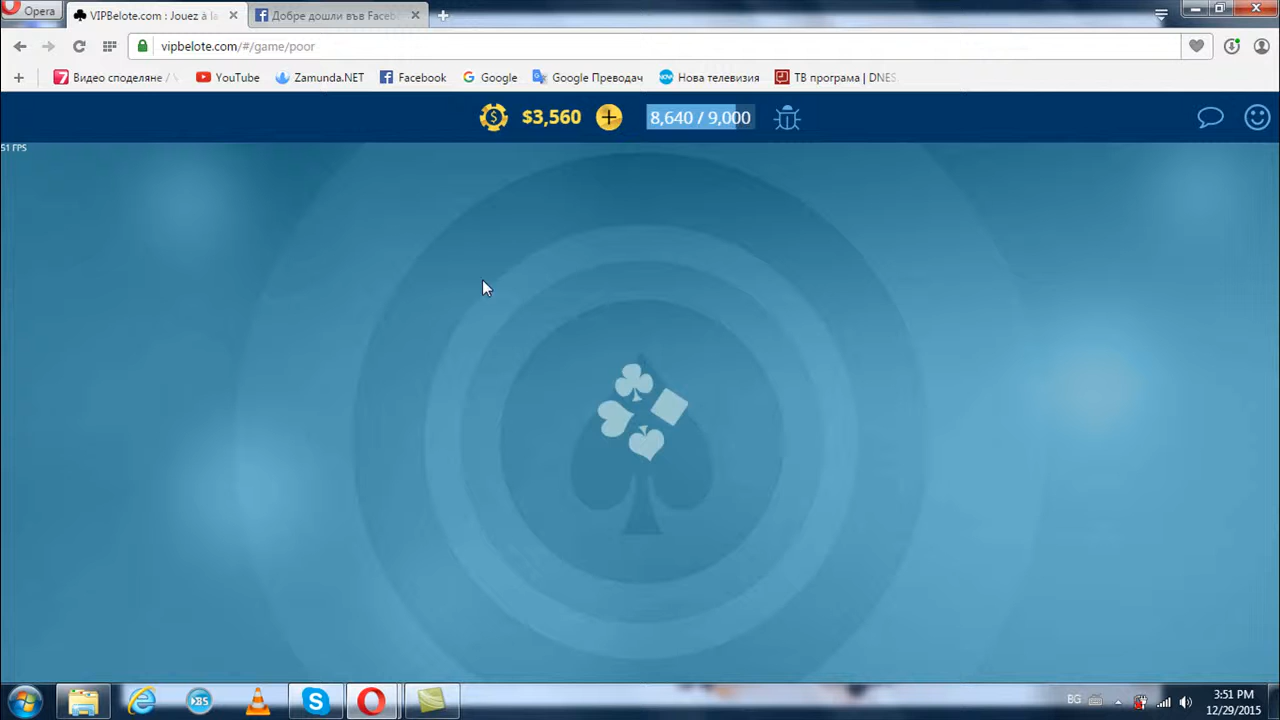 Opera
VIPBelote.com : Jouez à la
Добре дошли във Faceb
vipbelote.com/#/game/poor
Видео споделяне /
YouTube
Zamunda.NET
Facebook
Google
Google Преводач
Нова телевизия
ТВ програма | DNES
$3,560
8,640 / 9,000
51 FPS
BS
BG
3:51 PM
12/29/2015